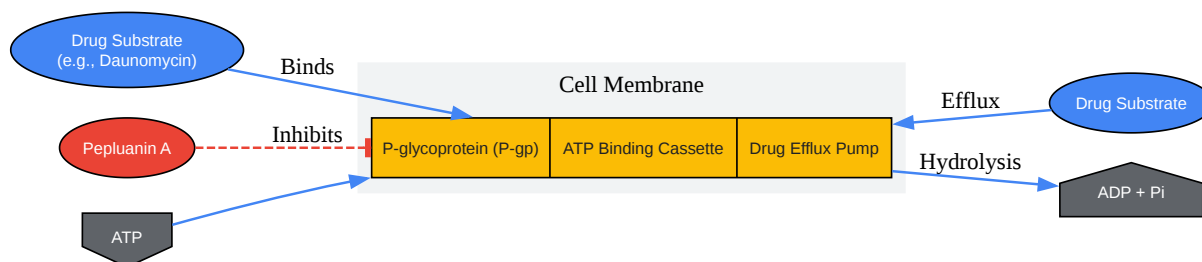 Drug Substrate
(e.g., Daunomycin)
Binds
Cell Membrane
Efflux
Drug Substrate
Pepluanin A
Inhibits
P-glycoprotein (P-gp)
ATP Binding Cassette
Drug Efflux Pump
Hydrolysis
ADP + Pi
ATP